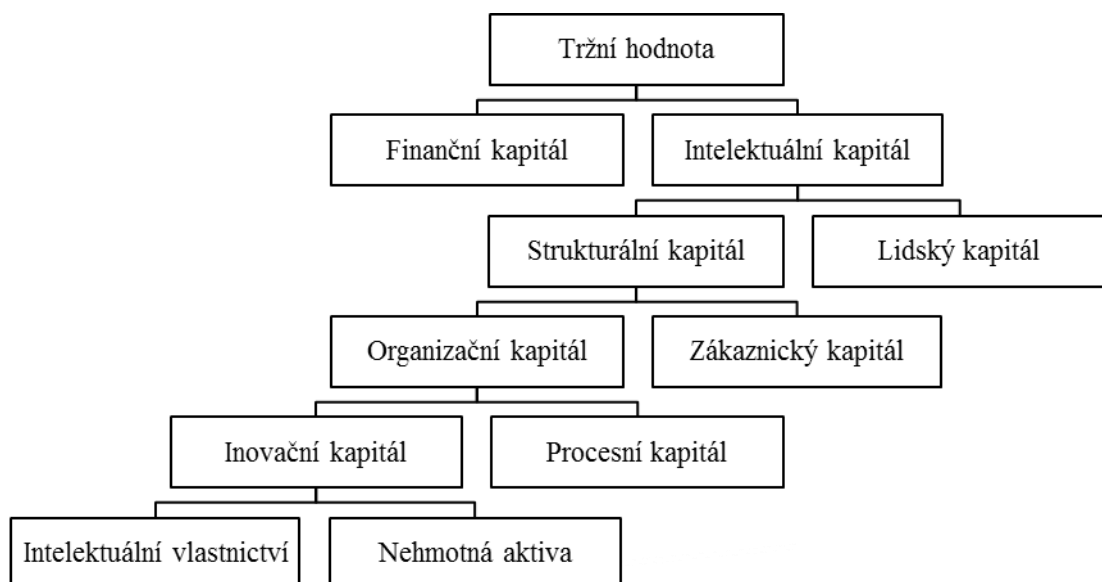 Tržní hodnota
Finanční kapitál
Intelektuální kapitál
Strukturální kapitál
Lidský kapitál
Organizační kapitál
Zákaznický kapitál
Inovační kapitál
Procesní kapitál
Intelektuální vlastnictví
Nehmotná aktiva